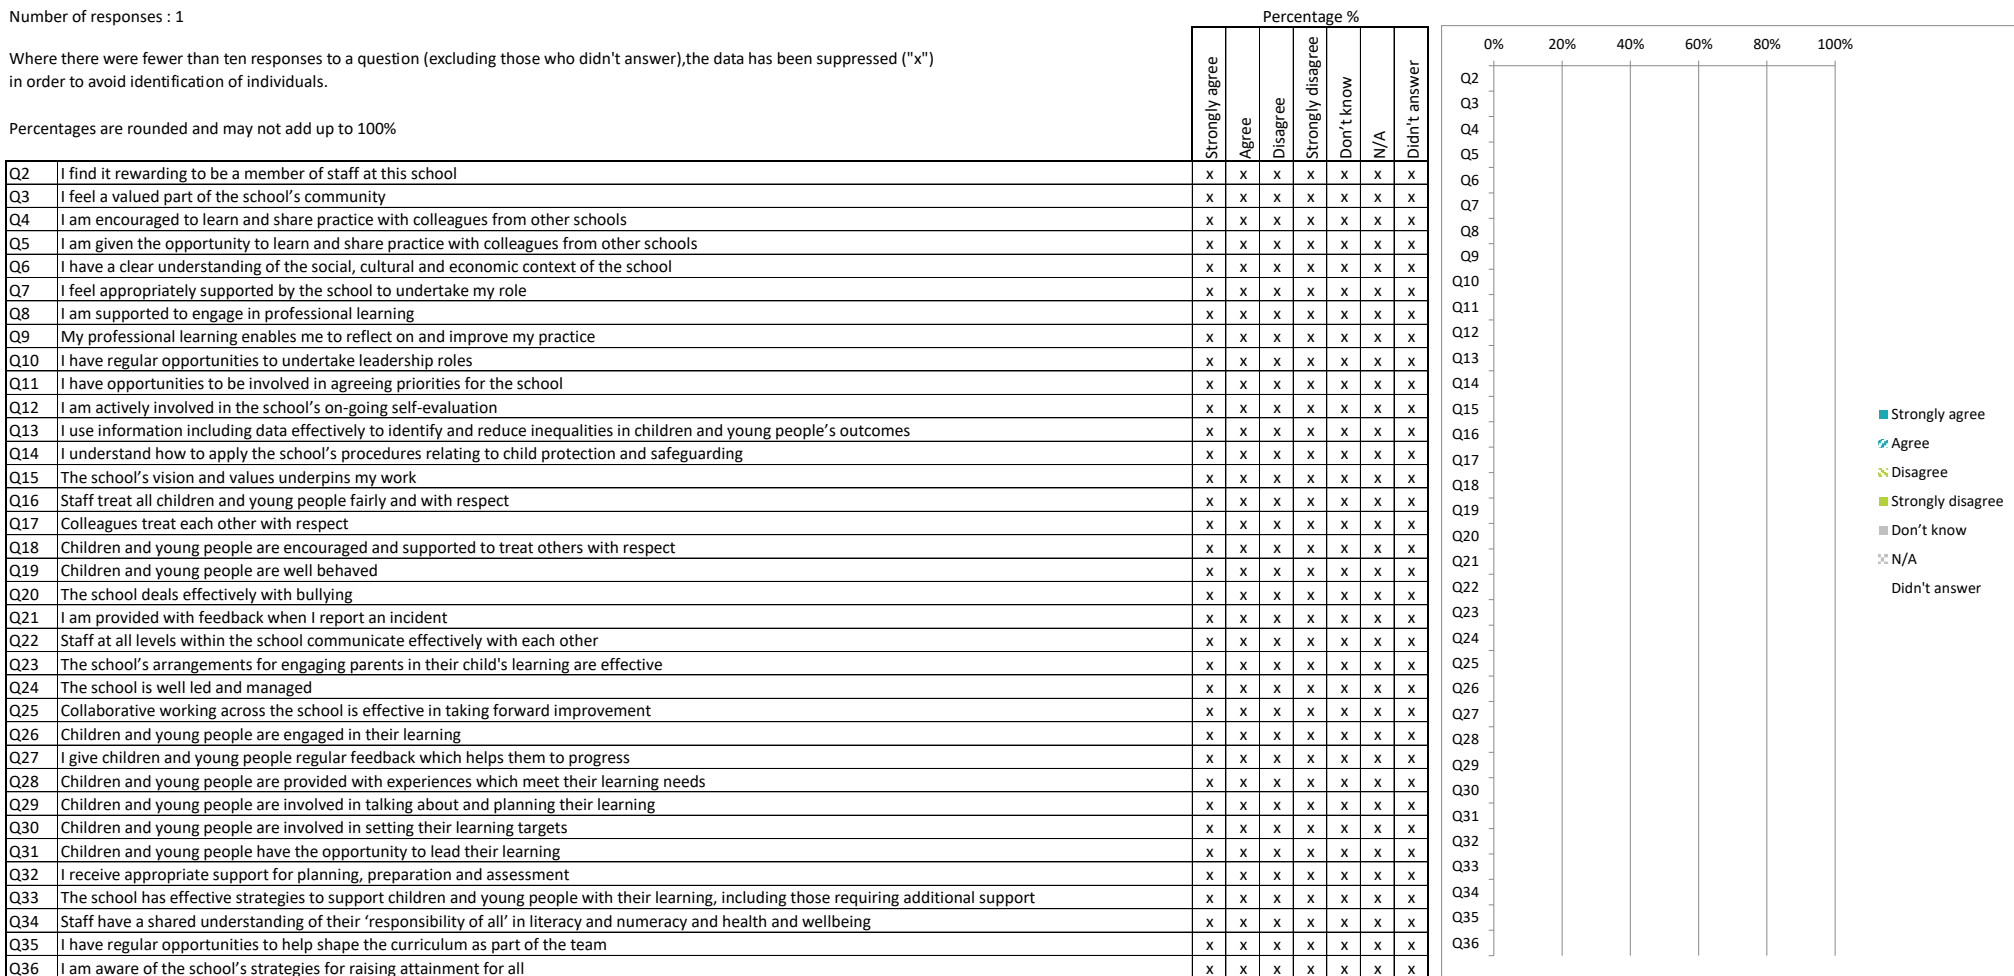 Number of responses : 1
Percentage %
Where there were fewer than ten responses to a question (excluding those who didn't answer),the data has been suppressed ("x")
in order to avoid identification of individuals.
Percentages are rounded and may not add up to 100%
Strongly agree
Agree
Disagree
Strongly disagree
Don't know
N/A
Didn't answer
Q2 I find it rewarding to be a member of staff at this school x x x x x x x
Q3 I feel a valued part of the school’s community x x x x x x x
Q4 I am encouraged to learn and share practice with colleagues from other schools x x x x x x x
Q5 I am given the opportunity to learn and share practice with colleagues from other schools x x x x x x x
Q6 I have a clear understanding of the social, cultural and economic context of the school x x x x x x x
Q7 I feel appropriately supported by the school to undertake my role x x x x x x x
Q8 I am supported to engage in professional learning x x x x x x x
Q9 My professional learning enables me to reflect on and improve my practice x x x x x x x
Q10 I have regular opportunities to undertake leadership roles x x x x x x x
Q11 I have opportunities to be involved in agreeing priorities for the school x x x x x x x
Q12 I am actively involved in the school’s on-going self-evaluation x x x x x x x
Q13 I use information including data effectively to identify and reduce inequalities in children and young people’s outcomes x x x x x x x
Q14 I understand how to apply the school’s procedures relating to child protection and safeguarding x x x x x x x
Q15 The school’s vision and values underpins my work x x x x x x x
Q16 Staff treat all children and young people fairly and with respect x x x x x x x
Q17 Colleagues treat each other with respect x x x x x x x
Q18 Children and young people are encouraged and supported to treat others with respect x x x x x x x
Q19 Children and young people are well behaved x x x x x x x
Q20 The school deals effectively with bullying x x x x x x x
Q21 I am provided with feedback when I report an incident x x x x x x x
Q22 Staff at all levels within the school communicate effectively with each other x x x x x x x
Q23 The school’s arrangements for engaging parents in their child's learning are effective x x x x x x x
Q24 The school is well led and managed x x x x x x x
Q25 Collaborative working across the school is effective in taking forward improvement x x x x x x x
Q26 Children and young people are engaged in their learning x x x x x x x
Q27 I give children and young people regular feedback which helps them to progress x x x x x x x
Q28 Children and young people are provided with experiences which meet their learning needs x x x x x x x
Q29 Children and young people are involved in talking about and planning their learning x x x x x x x
Q30 Children and young people are involved in setting their learning targets x x x x x x x
Q31 Children and young people have the opportunity to lead their learning x x x x x x x
Q32 I receive appropriate support for planning, preparation and assessment x x x x x x x
Q33 The school has effective strategies to support children and young people with their learning, including those requiring additional support x x x x x x x
Q34 Staff have a shared understanding of their ‘responsibility of all’ in literacy and numeracy and health and wellbeing x x x x x x x
Q35 I have regular opportunities to help shape the curriculum as part of the team x x x x x x x
Q36 I am aware of the school’s strategies for raising attainment for all x x x x x x x
0% 20% 40% 60% 80% 100%
Q2
Q3
Q4
Q5
Q6
Q7
Q8
Q9
Q10
Q11
Q12
Q13
Q14
Q15
Q16
Q17
Q18
Q19
Q20
Q21
Q22
Q23
Q24
Q25
Q26
Q27
Q28
Q29
Q30
Q31
Q32
Q33
Q34
Q35
Q36
Strongly agree
Agree
Disagree
Strongly disagree
Don’t know
N/A
Didn't answer